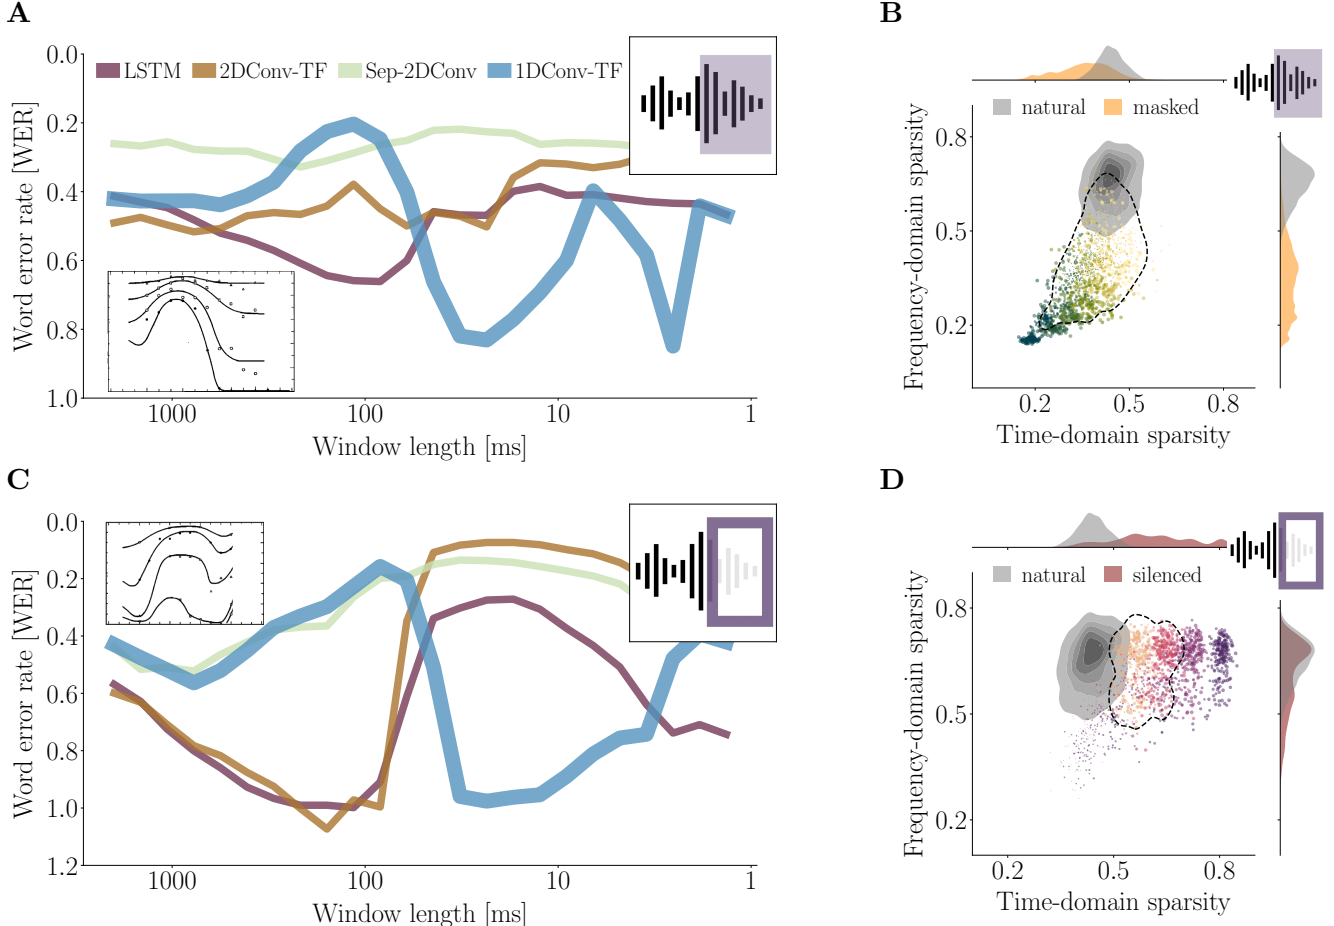 A
Word error rate [WER]
0.0
0.2
0.4
0.6
0.8
1.0
LSTM 2DConv-TF Sep-2DConv 1DConv-TF
1000 100 10 1
Window length [ms]
B
Frequency-domain sparsity
natural masked
0.8
0.5
0.2
0.2 0.5 0.8
Time-domain sparsity
C
Word error rate [WER]
0.0
0.2
0.4
0.6
0.8
1.0
1.2
1000 100 10 1
Window length [ms]
D
Frequency-domain sparsity
natural silenced
0.8
0.5
0.2
0.2 0.5 0.8
Time-domain sparsity